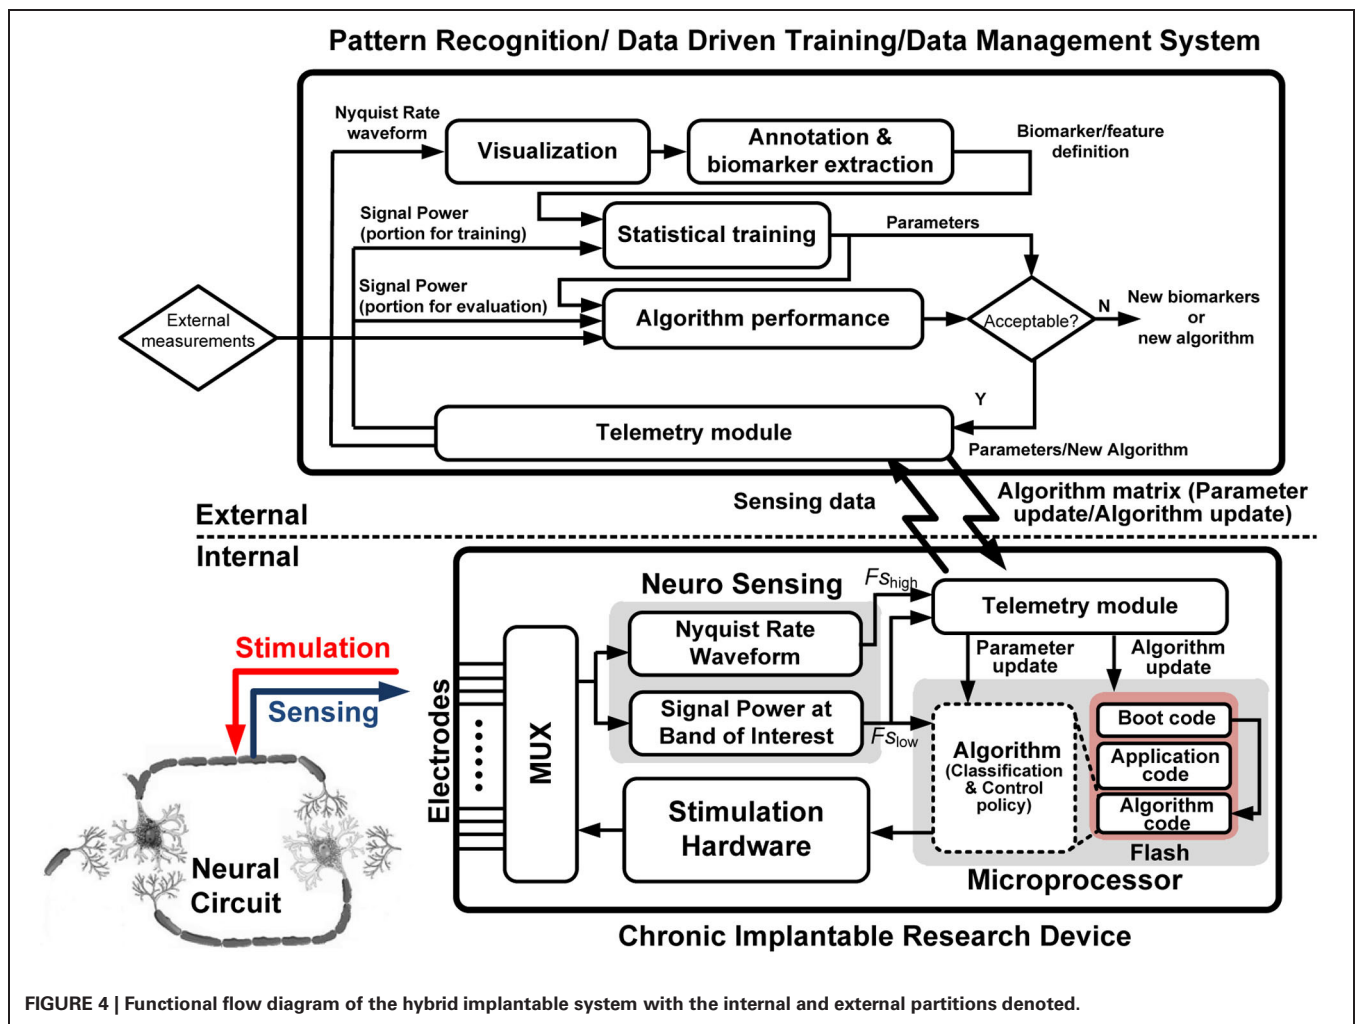 Pattern Recognition/ Data Driven Training/Data Management System
Nyquist Rate
waveform
Visualization
Annotation &
biomarker extraction
Biomarker/feature
definition
Signal Power
(portion for training)
Statistical training
Parameters
Signal Power
(portion for evaluation)
External
measurements
Algorithm performance
Acceptable?
N
New biomarkers
or
new algorithm
Y
Telemetry module
Parameters/New Algorithm
Sensing data
Algorithm matrix (Parameter
update/Algorithm update)
External
Internal
Neuro Sensing
Fshigh
Telemetry module
Nyquist Rate
Waveform
Parameter
update
Algorithm
update
Stimulation
Sensing
Electrodes
MUX
Signal Power at
Band of Interest
Fslow
Algorithm
(Classification
& Control
policy)
Boot code
Application
code
Algorithm
code
Flash
Stimulation
Hardware
Microprocessor
Neural
Circuit
Chronic Implantable Research Device
FIGURE 4 | Functional flow diagram of the hybrid implantable system with the internal and external partitions denoted.